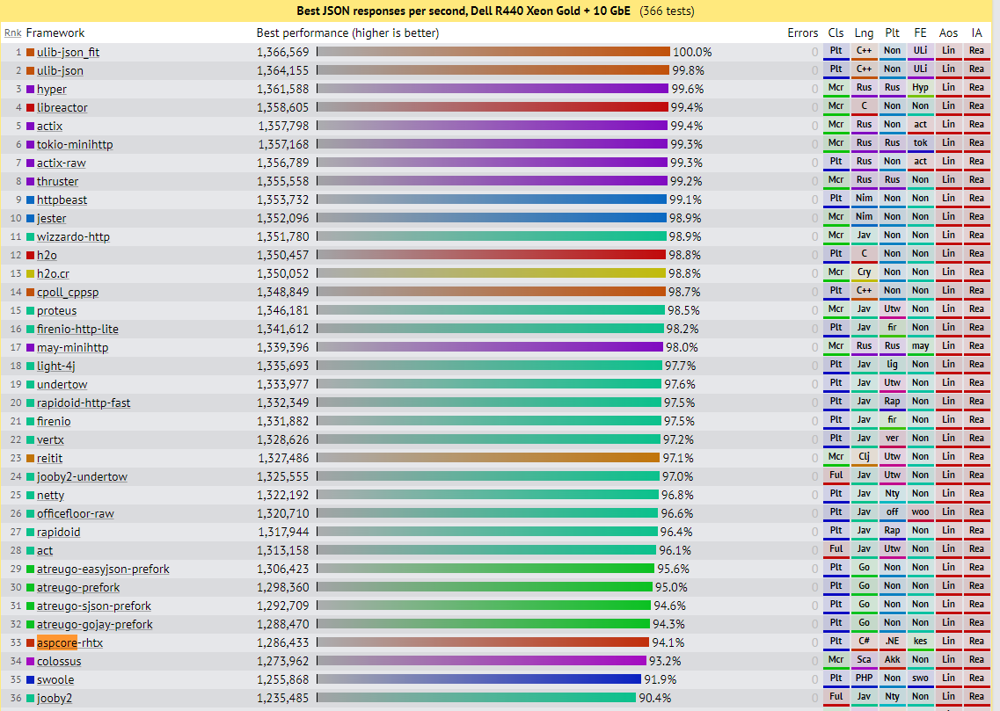 Best JSON responses per second, Dell R440 Xeon Gold + 10 GbE (366 tests)
Rnk Framework Best performance (higher is better) Errors Cls Lng Plt FE Aos IA
1 ulib-json_fit 1,366,569 100.0% 0 Plt C++ Non ULi Lin Rea
2 ulib-json 1,364,155 99.8% 0 Plt C++ Non ULi Lin Rea
3 hyper 1,361,588 99.6% 0 Mcr Rus Rus Hyp Lin Rea
4 libreactor 1,358,605 99.4% 0 Mcr C Non Non Lin Rea
5 actix 1,357,798 99.4% 0 Mcr Rus Non act Lin Rea
6 tokio-minihttp 1,357,168 99.3% 0 Mcr Rus Rus tok Lin Rea
7 actix-raw 1,356,789 99.3% 0 Plt Rus Non act Lin Rea
8 thruster 1,355,558 99.2% 0 Mcr Rus Rus Non Lin Rea
9 httpbeast 1,353,732 99.1% 0 Plt Nim Non Non Lin Rea
10 jester 1,352,096 98.9% 0 Mcr Nim Non Non Lin Rea
11 wizzardo-http 1,351,780 98.9% 0 Mcr Jav Non Non Lin Rea
12 h2o 1,350,457 98.8% 0 Plt C Non Non Lin Rea
13 h2o.cr 1,350,052 98.8% 0 Mcr Cry Non Non Lin Rea
14 cpoll_cppsp 1,348,849 98.7% 0 Plt C++ Non Non Lin Rea
15 proteus 1,346,181 98.5% 0 Mcr Jav Utw Non Lin Rea
16 firenio-http-lite 1,341,612 98.2% 0 Plt Jav fir Non Lin Rea
17 may-minihttp 1,339,396 98.0% 0 Mcr Rus Rus may Lin Rea
18 light-4j 1,335,693 97.7% 0 Plt Jav lig Non Lin Rea
19 undertow 1,333,977 97.6% 0 Plt Jav Utw Non Lin Rea
20 rapidoid-http-fast 1,332,349 97.5% 0 Plt Jav Rap Non Lin Rea
21 firenio 1,331,882 97.5% 0 Plt Jav fir Non Lin Rea
22 vertx 1,328,626 97.2% 0 Plt Jav ver Non Lin Rea
23 reitit 1,327,486 97.1% 0 Mcr Clj Utw Non Lin Rea
24 jooby2-undertow 1,325,555 97.0% 0 Ful Jav Utw Non Lin Rea
25 netty 1,322,192 96.8% 0 Plt Jav Nty Non Lin Rea
26 officefloor-raw 1,320,710 96.6% 0 Plt Jav off woo Lin Rea
27 rapidoid 1,317,944 96.4% 0 Plt Jav Rap Non Lin Rea
28 act 1,313,158 96.1% 0 Ful Jav Utw Non Lin Rea
29 atreugo-easyjson-prefork 1,306,423 95.6% 0 Plt Go Non Non Lin Rea
30 atreugo-prefork 1,298,360 95.0% 0 Plt Go Non Non Lin Rea
31 atreugo-sjson-prefork 1,292,709 94.6% 0 Plt Go Non Non Lin Rea
32 atreugo-gojay-prefork 1,288,470 94.3% 0 Plt Go Non Non Lin Rea
33 aspcore-rhtx 1,286,433 94.1% 0 Plt C# .NE kes Lin Rea
34 colossus 1,273,962 93.2% 0 Mcr Sca Akk Non Lin Rea
35 swoole 1,255,868 91.9% 0 Plt PHP Non swo Lin Rea
36 jooby2 1,235,485 90.4% 0 Ful Jav Nty Non Lin Rea